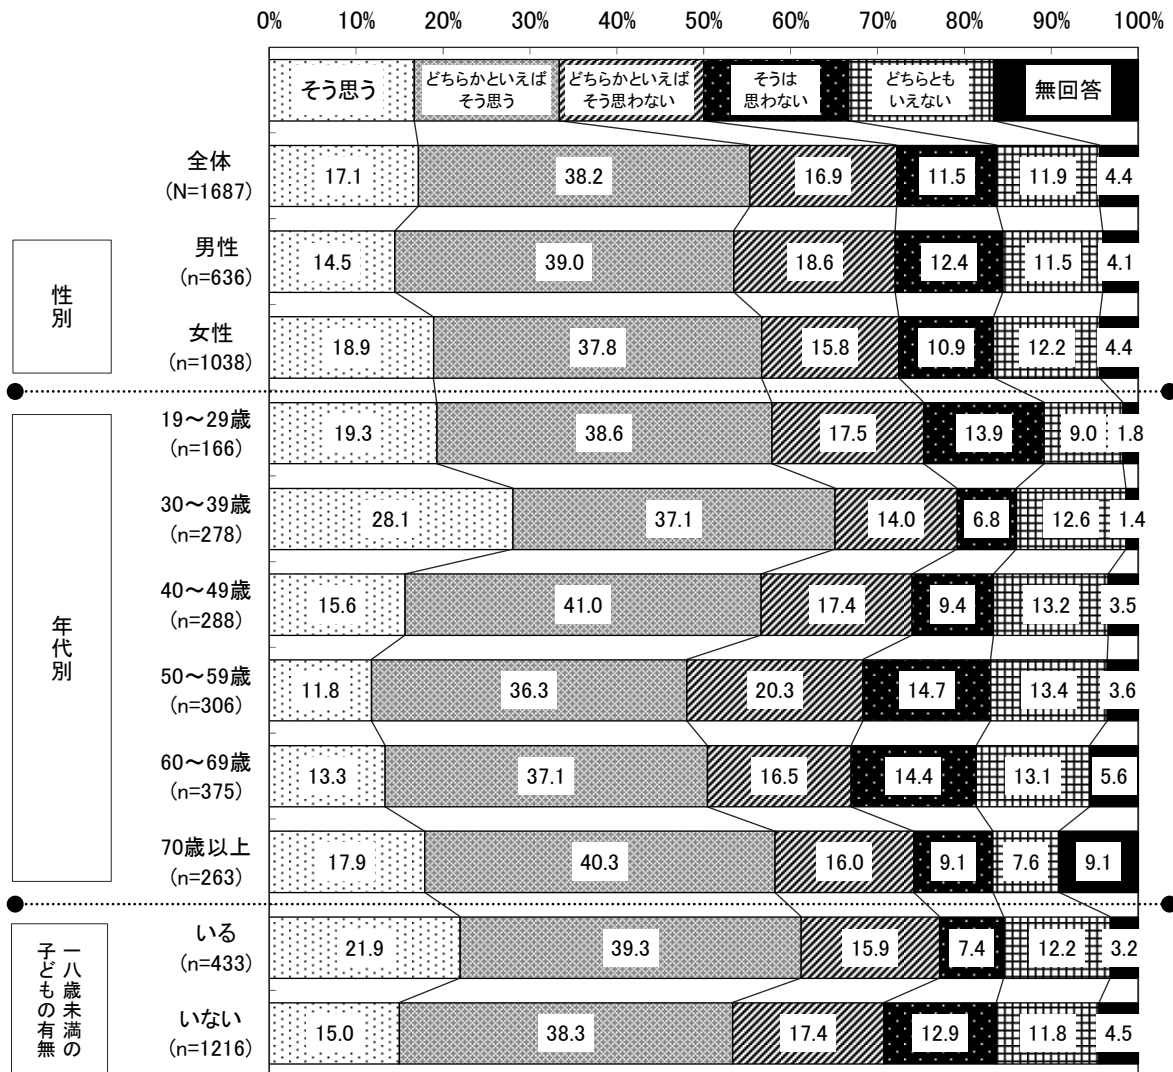 0% 10% 20% 30% 40% 50% 60% 70% 80% 90% 100%
そう思う
どちらかといえば
そう思う
どちらかといえば
そう思わない
そうは
思わない
どちらとも
いえない
無回答
全体
(N=1687)
17.1 38.2 16.9 11.5 11.9 4.4
性別
男性
(n=636)
14.5 39.0 18.6 12.4 11.5 4.1
女性
(n=1038)
18.9 37.8 15.8 10.9 12.2 4.4
年代別
19～29歳
(n=166)
19.3 38.6 17.5 13.9 9.0 1.8
30～39歳
(n=278)
28.1 37.1 14.0 6.8 12.6 1.4
40～49歳
(n=288)
15.6 41.0 17.4 9.4 13.2 3.5
50～59歳
(n=306)
11.8 36.3 20.3 14.7 13.4 3.6
60～69歳
(n=375)
13.3 37.1 16.5 14.4 13.1 5.6
70歳以上
(n=263)
17.9 40.3 16.0 9.1 7.6 9.1
一八歳未満の
子どもの有無
いる
(n=433)
21.9 39.3 15.9 7.4 12.2 3.2
いない
(n=1216)
15.0 38.3 17.4 12.9 11.8 4.5